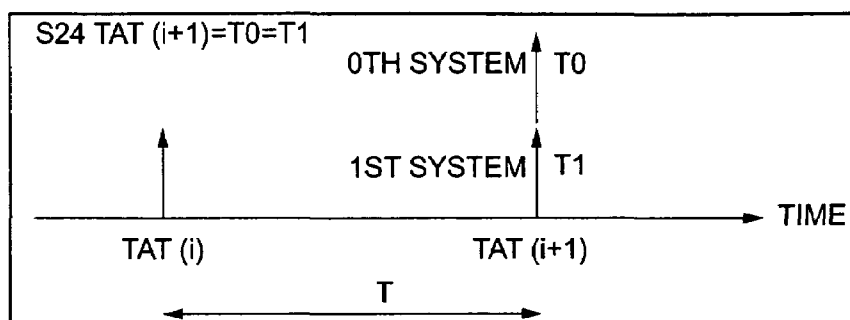 S24 TAT (i+1)=T0=T1
0TH SYSTEM T0
1ST SYSTEM T1
TIME
TAT (i) TAT (i+1)
T